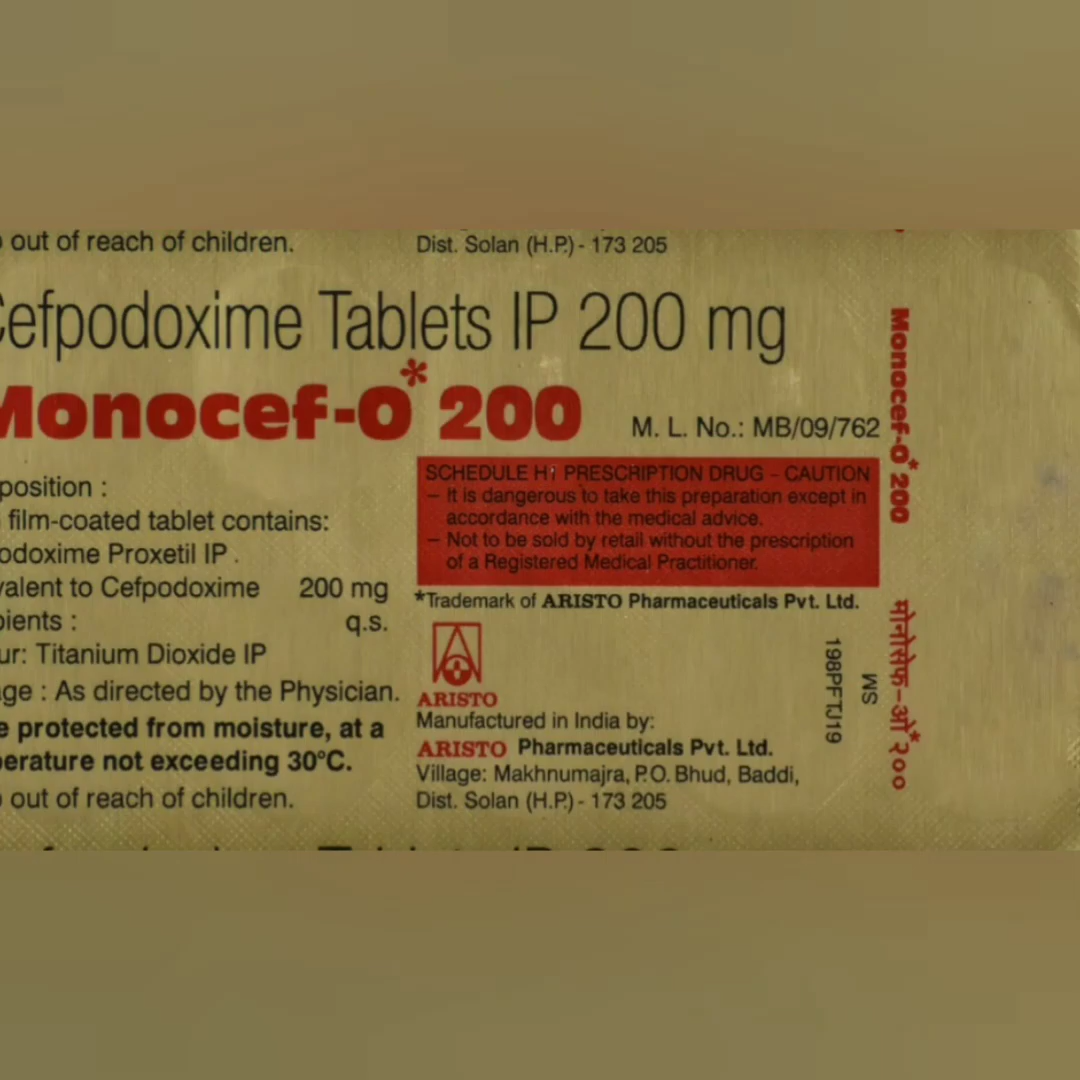 out of reach of children.
Dist. Solan (H.P.) - 173 205
Cefpodoxime Tablets IP 200 mg
Monocef-O* 200
M. L. No.: MB/09/762
position :
film-coated tablet contains:
odoxime Proxetil IP .
valent to Cefpodoxime 200 mg
ients : q.s.
ur: Titanium Dioxide IP
ge : As directed by the Physician.
e protected from moisture, at a
erature not exceeding 30°C.
out of reach of children.
SCHEDULE H1 PRESCRIPTION DRUG - CAUTION
– It is dangerous to take this preparation except in
accordance with the medical advice.
– Not to be sold by retail without the prescription
of a Registered Medical Practitioner.
*Trademark of ARISTO Pharmaceuticals Pvt. Ltd.
ARISTO
Manufactured in India by:
ARISTO Pharmaceuticals Pvt. Ltd.
Village: Makhnumajra, P.O. Bhud, Baddi,
Dist. Solan (H.P.) - 173 205
198PFTJ19
SM
Monocef-O* 200
मोनोसेफ-ओ* २००